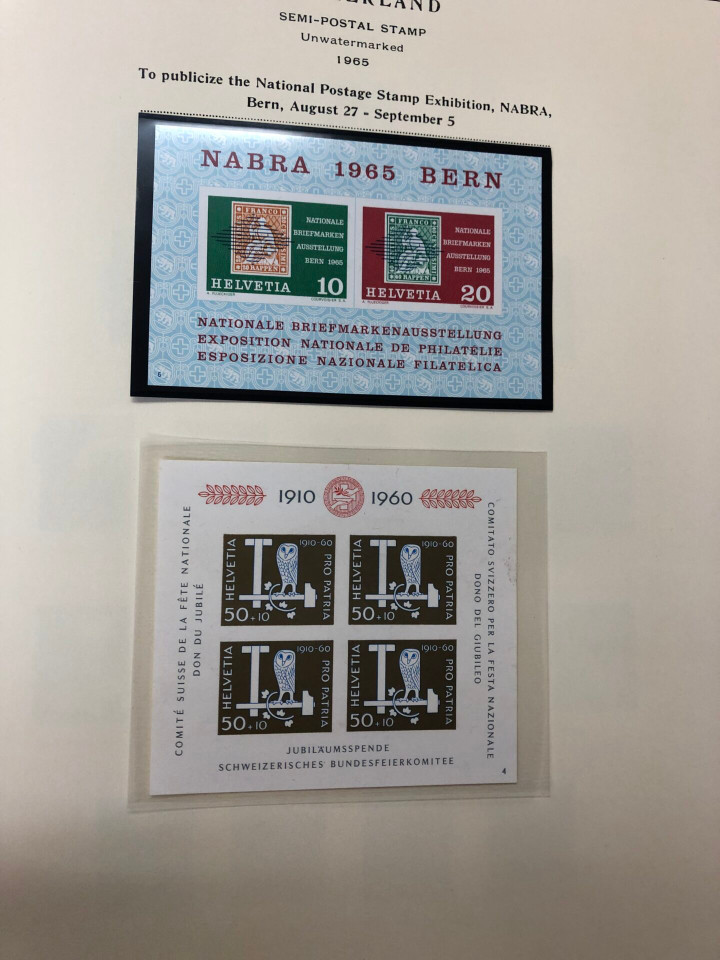 SEMI-POSTAL STAMP
Unwatermarked
1965
To publicize the National Postage Stamp Exhibition, NABRA,
Bern, August 27 - September 5
NABRA 1965 BERN
FRANCO
NATIONALE
BRIEFMARKEN
AUSSTELLUNG
BERN 1965
HELVETIA 10
FRANCO
NATIONALE
BRIEFMARKEN
AUSSTELLUNG
BERN 1965
HELVETIA 20
NATIONALE BRIEFMARKENAUSSTELLUNG
EXPOSITION NATIONALE DE PHILATÉLIE
ESPOSIZIONE NAZIONALE FILATELICA
6
1910 1960
COMITÉ SUISSE DE LA FÊTE NATIONALE
DON DU JUBILÉ
HELVETIA
1910-60
PRO PATRIA
50+10
HELVETIA
1910-60
PRO PATRIA
50+10
HELVETIA
1910-60
PRO PATRIA
50+10
HELVETIA
1910-60
PRO PATRIA
50+10
COMITATO SVIZZERO PER LA FESTA NAZIONALE
DONO DEL GIUBILEO
JUBILÄUMSSPENDE
SCHWEIZERISCHES BUNDESFEIERKOMITEE
4